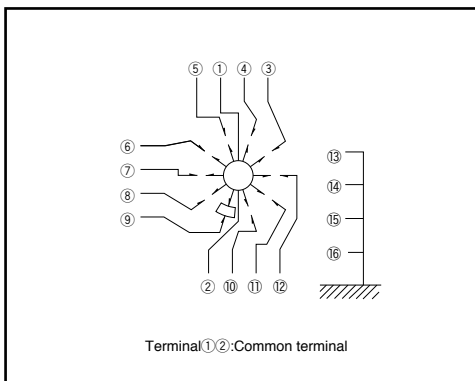 ⑤ ① ④ ③
⑥
⑦
⑧
⑨
② ⑩ ⑪ ⑫
⑬
⑭
⑮
⑯
Terminal①②:Common terminal